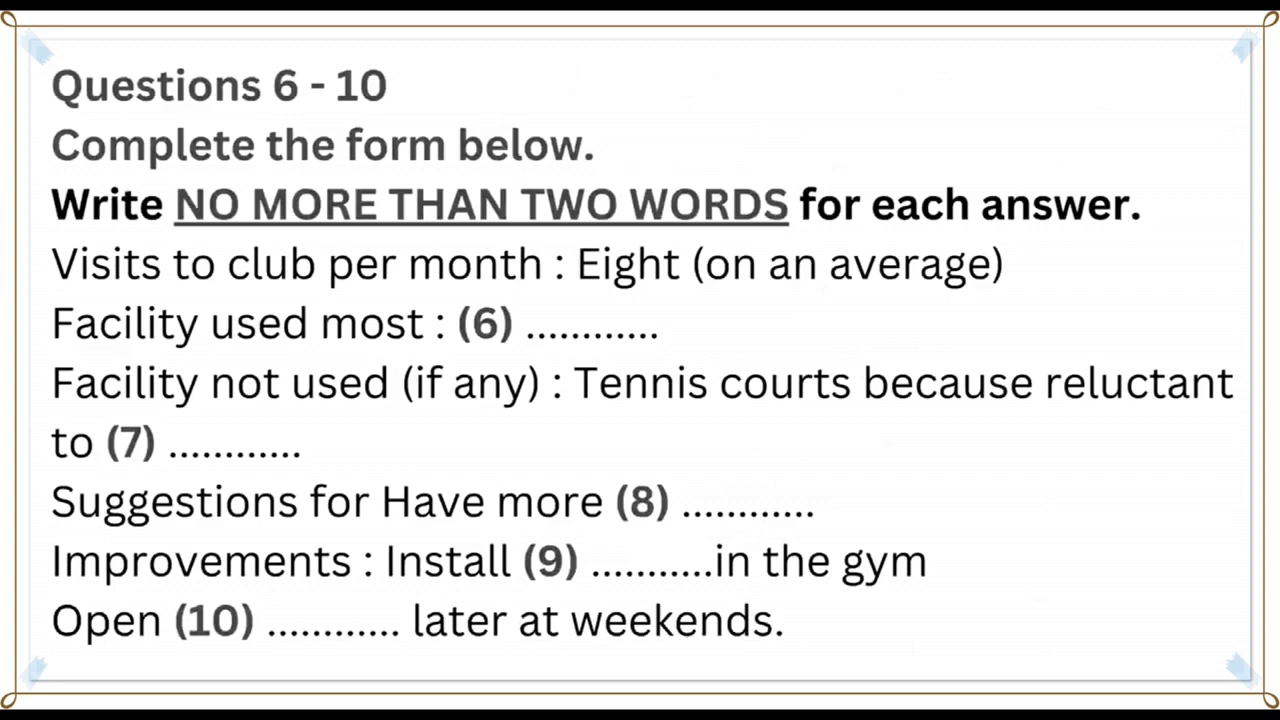 Questions 6 - 10
Complete the form below.
Write NO MORE THAN TWO WORDS for each answer.
Visits to club per month : Eight (on an average)
Facility used most : (6) ............
Facility not used (if any) : Tennis courts because reluctant
to (7) ............
Suggestions for Have more (8) ............
Improvements : Install (9) ...........in the gym
Open (10) ............ later at weekends.